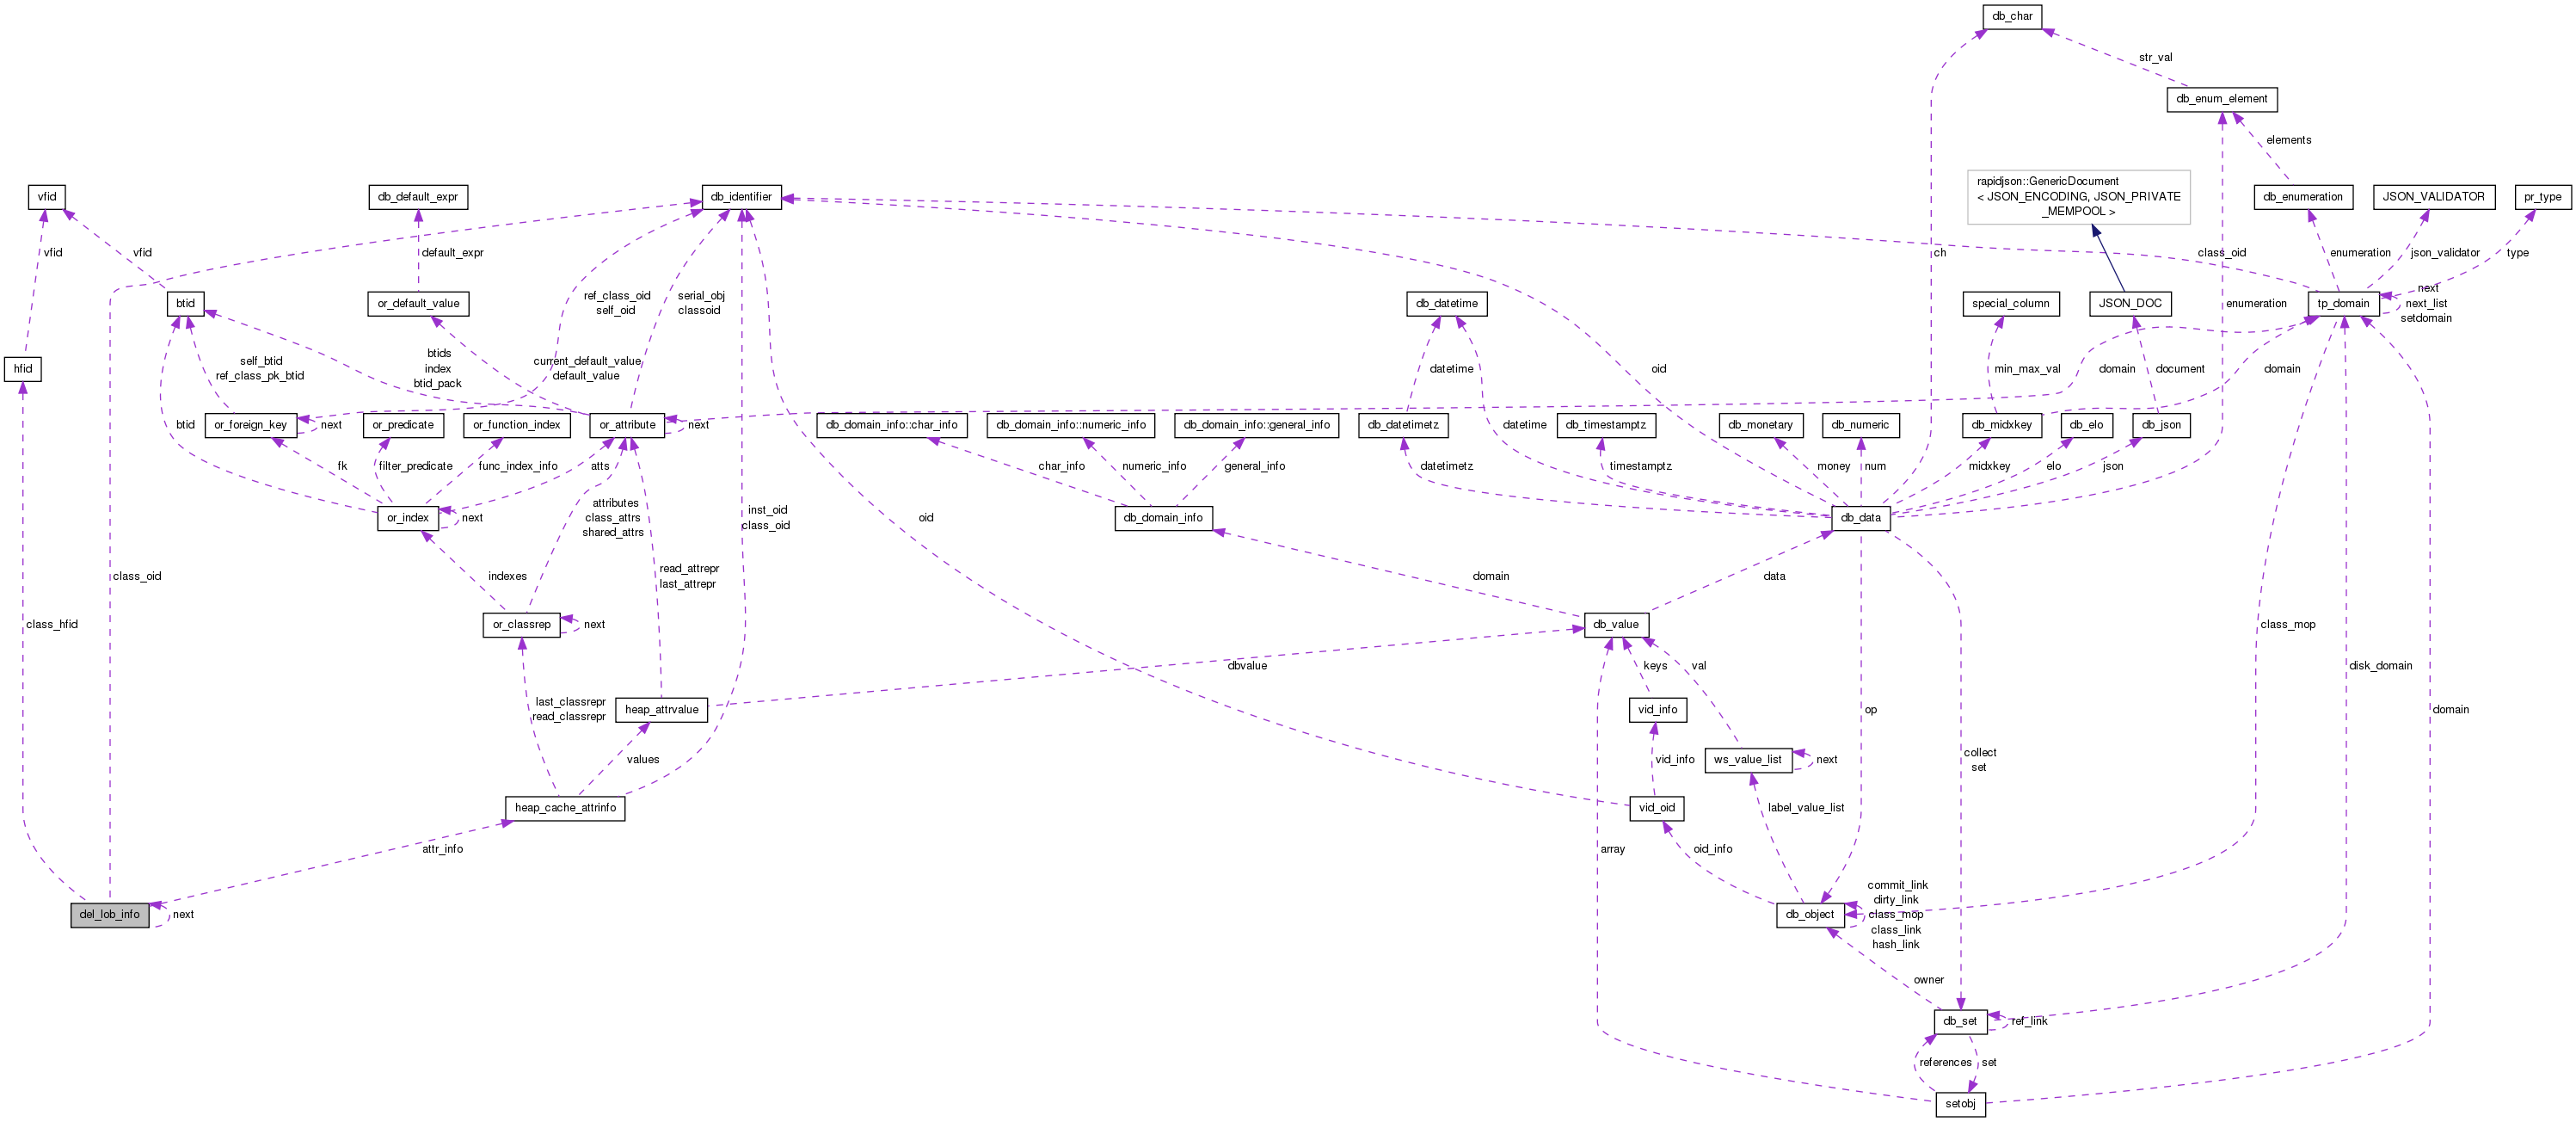 db_char
str_val
db_enum_element
elements
rapidjson::GenericDocument
< JSON_ENCODING, JSON_PRIVATE
_MEMPOOL >
vfid
db_default_expr
db_identifier
db_enumeration
JSON_VALIDATOR
pr_type
vfid
vfid
default_expr
ch
class_oid
enumeration
json_validator
type
btid
or_default_value
ref_class_oid
self_oid
serial_obj
classoid
db_datetime
enumeration
special_column
JSON_DOC
tp_domain
next
next_list
setdomain
hfid
self_btid
ref_class_pk_btid
btids
index
btid_pack
current_default_value
default_value
datetime
oid
min_max_val
domain
document
domain
btid
or_foreign_key
next
or_predicate
or_function_index
or_attribute
next
db_domain_info::char_info
db_domain_info::numeric_info
db_domain_info::general_info
db_datetimetz
datetime
db_timestamptz
db_monetary
db_numeric
db_midxkey
db_elo
db_json
fk
filter_predicate
func_index_info
atts
char_info
numeric_info
general_info
datetimetz
timestamptz
money
num
midxkey
elo
json
or_index
next
attributes
class_attrs
shared_attrs
inst_oid
class_oid
oid
db_domain_info
db_data
class_oid
indexes
read_attrepr
last_attrepr
domain
data
class_hfid
or_classrep
next
db_value
class_mop
dbvalue
keys
val
disk_domain
last_classrepr
read_classrepr
heap_attrvalue
vid_info
op
domain
values
vid_info
ws_value_list
next
collect
set
heap_cache_attrinfo
vid_oid
label_value_list
attr_info
array
oid_info
del_lob_info
next
db_object
commit_link
dirty_link
class_mop
class_link
hash_link
owner
db_set
ref_link
references
set
setobj